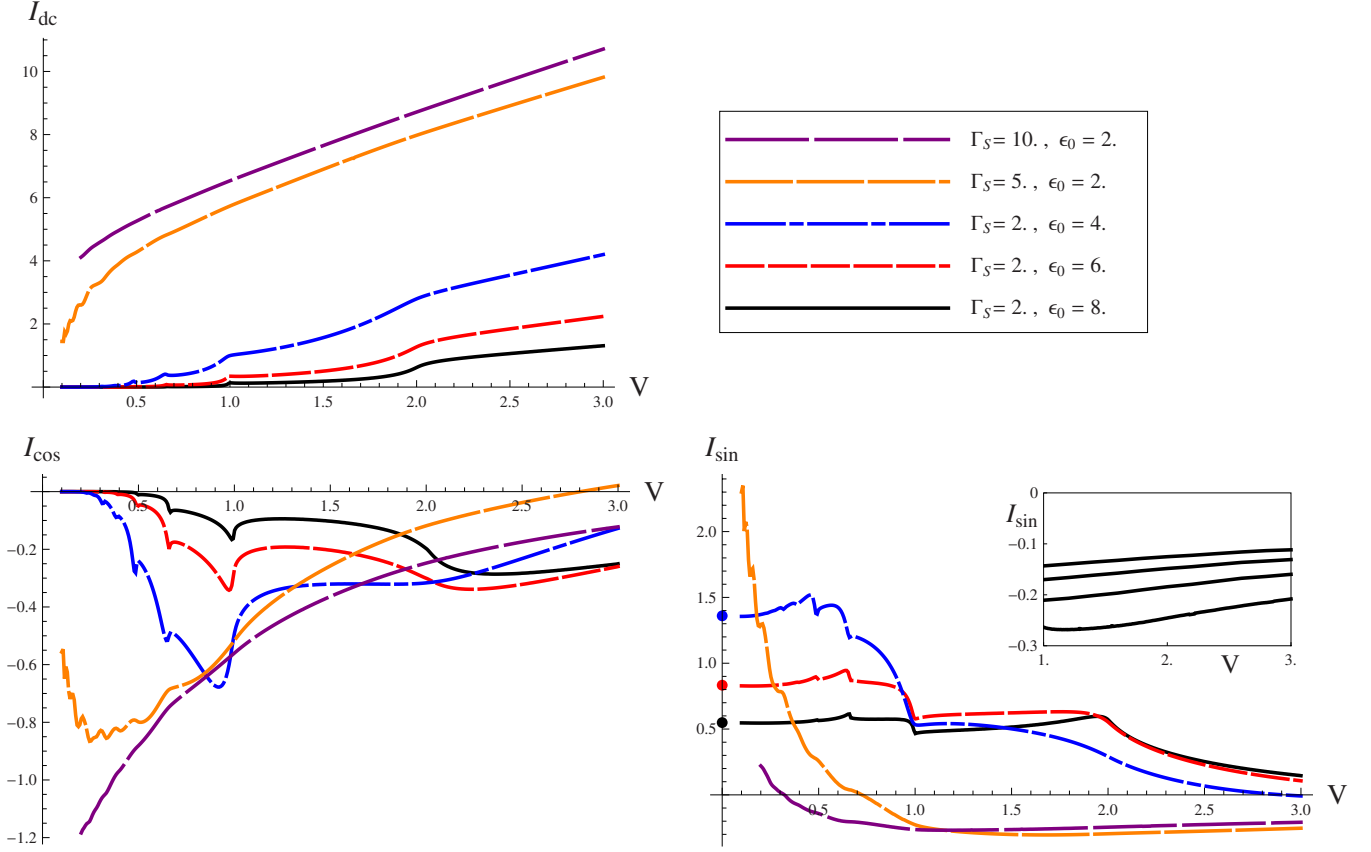 I_dc
10
8
6
4
2
0.5 1.0 1.5 2.0 2.5 3.0 V
Γ_S= 10. , ϵ_0 = 2.
Γ_S= 5. , ϵ_0 = 2.
Γ_S= 2. , ϵ_0 = 4.
Γ_S= 2. , ϵ_0 = 6.
Γ_S= 2. , ϵ_0 = 8.
I_cos
0.5 1.0 1.5 2.0 2.5 3.0 V
−0.2
−0.4
−0.6
−0.8
−1.0
−1.2
I_sin
2.0
1.5
1.0
0.5
0.5 1.0 1.5 2.0 2.5 3.0 V
I_sin
0
−0.1
−0.2
−0.3
1. 2. V 3.